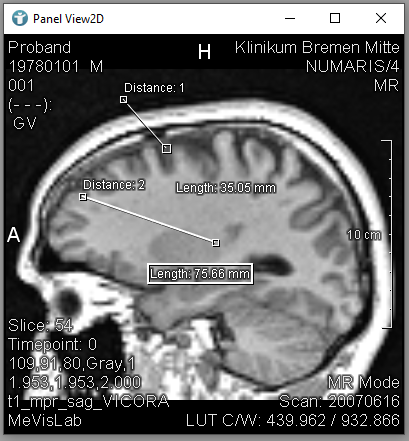 Panel View2D
Proband
19780101 M
001
(- - -):
GV
H
Klinikum Bremen Mitte
NUMARIS/4
MR
Distance: 1
Distance: 2
Length: 35.05 mm
A
10 cm
Length: 75.66 mm
Slice: 54
Timepoint: 0
109,91,80,Gray,1
1.953,1.953,2.000
t1_mpr_sag_VICORA
MeVisLab
MR Mode
Scan: 20070616
LUT C/W: 439.962 / 932.866